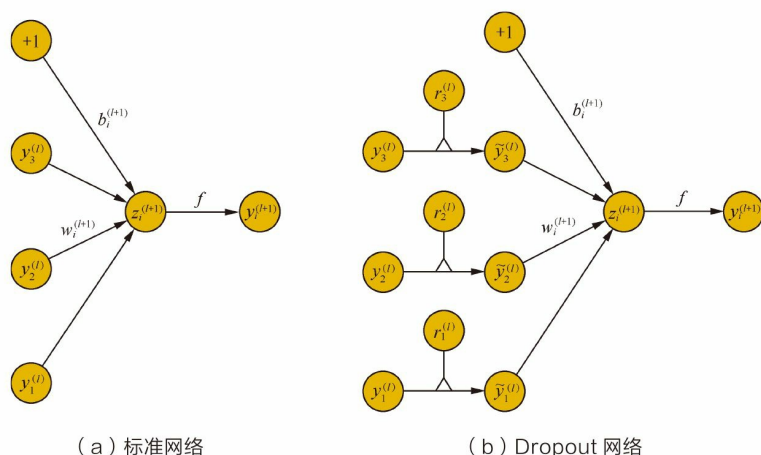 +1
b_i^(l+1)
y_3^(l)
z_i^(l+1)
f
y_i^(l+1)
w_i^(l+1)
y_2^(l)
y_1^(l)
(a)标准网络
+1
b_i^(l+1)
r_3^(l)
y_3^(l)
ỹ_3^(l)
r_2^(l)
w_i^(l+1)
z_i^(l+1)
f
y_i^(l+1)
y_2^(l)
ỹ_2^(l)
r_1^(l)
y_1^(l)
ỹ_1^(l)
(b)Dropout 网络